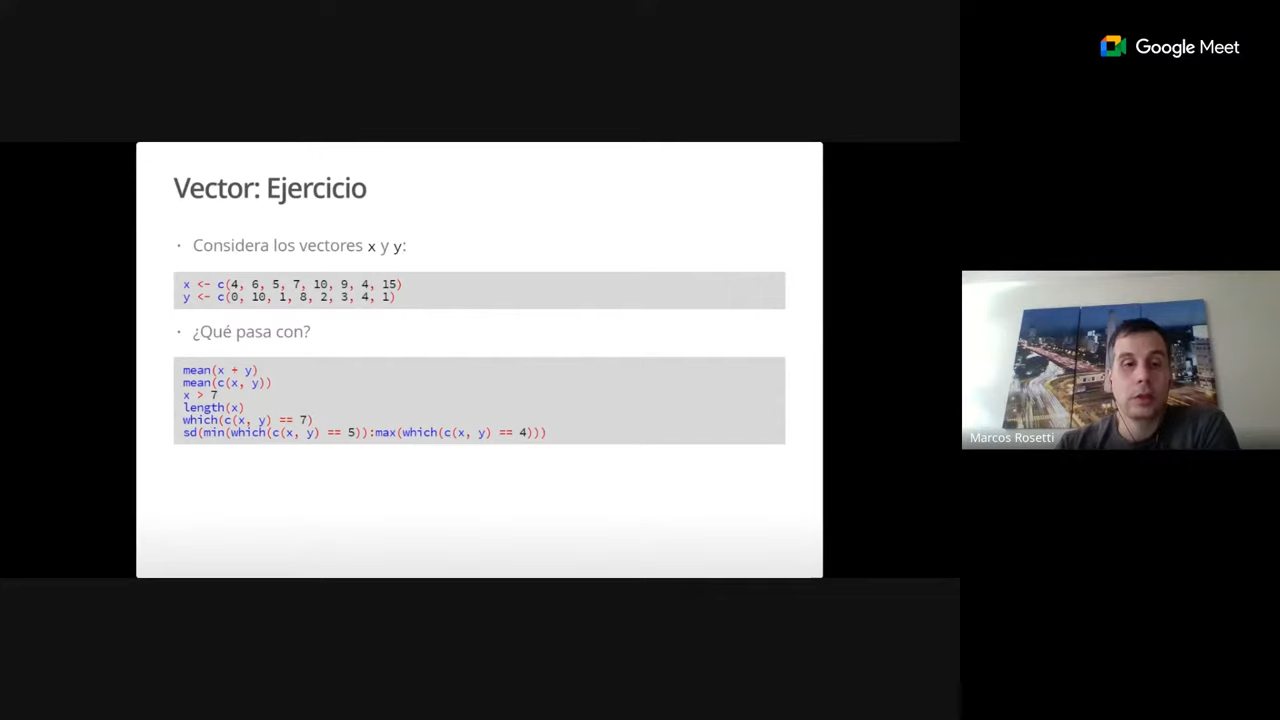 Google Meet
Vector: Ejercicio
· Considera los vectores x y y:
x <- c(4, 6, 5, 7, 10, 9, 4, 15)
y <- c(0, 10, 1, 8, 2, 3, 4, 1)
· ¿Qué pasa con?
mean(x + y)
mean(c(x, y))
x > 7
length(x)
which(c(x, y) == 7)
sd(min(which(c(x, y) == 5)):max(which(c(x, y) == 4)))
Marcos Rosetti